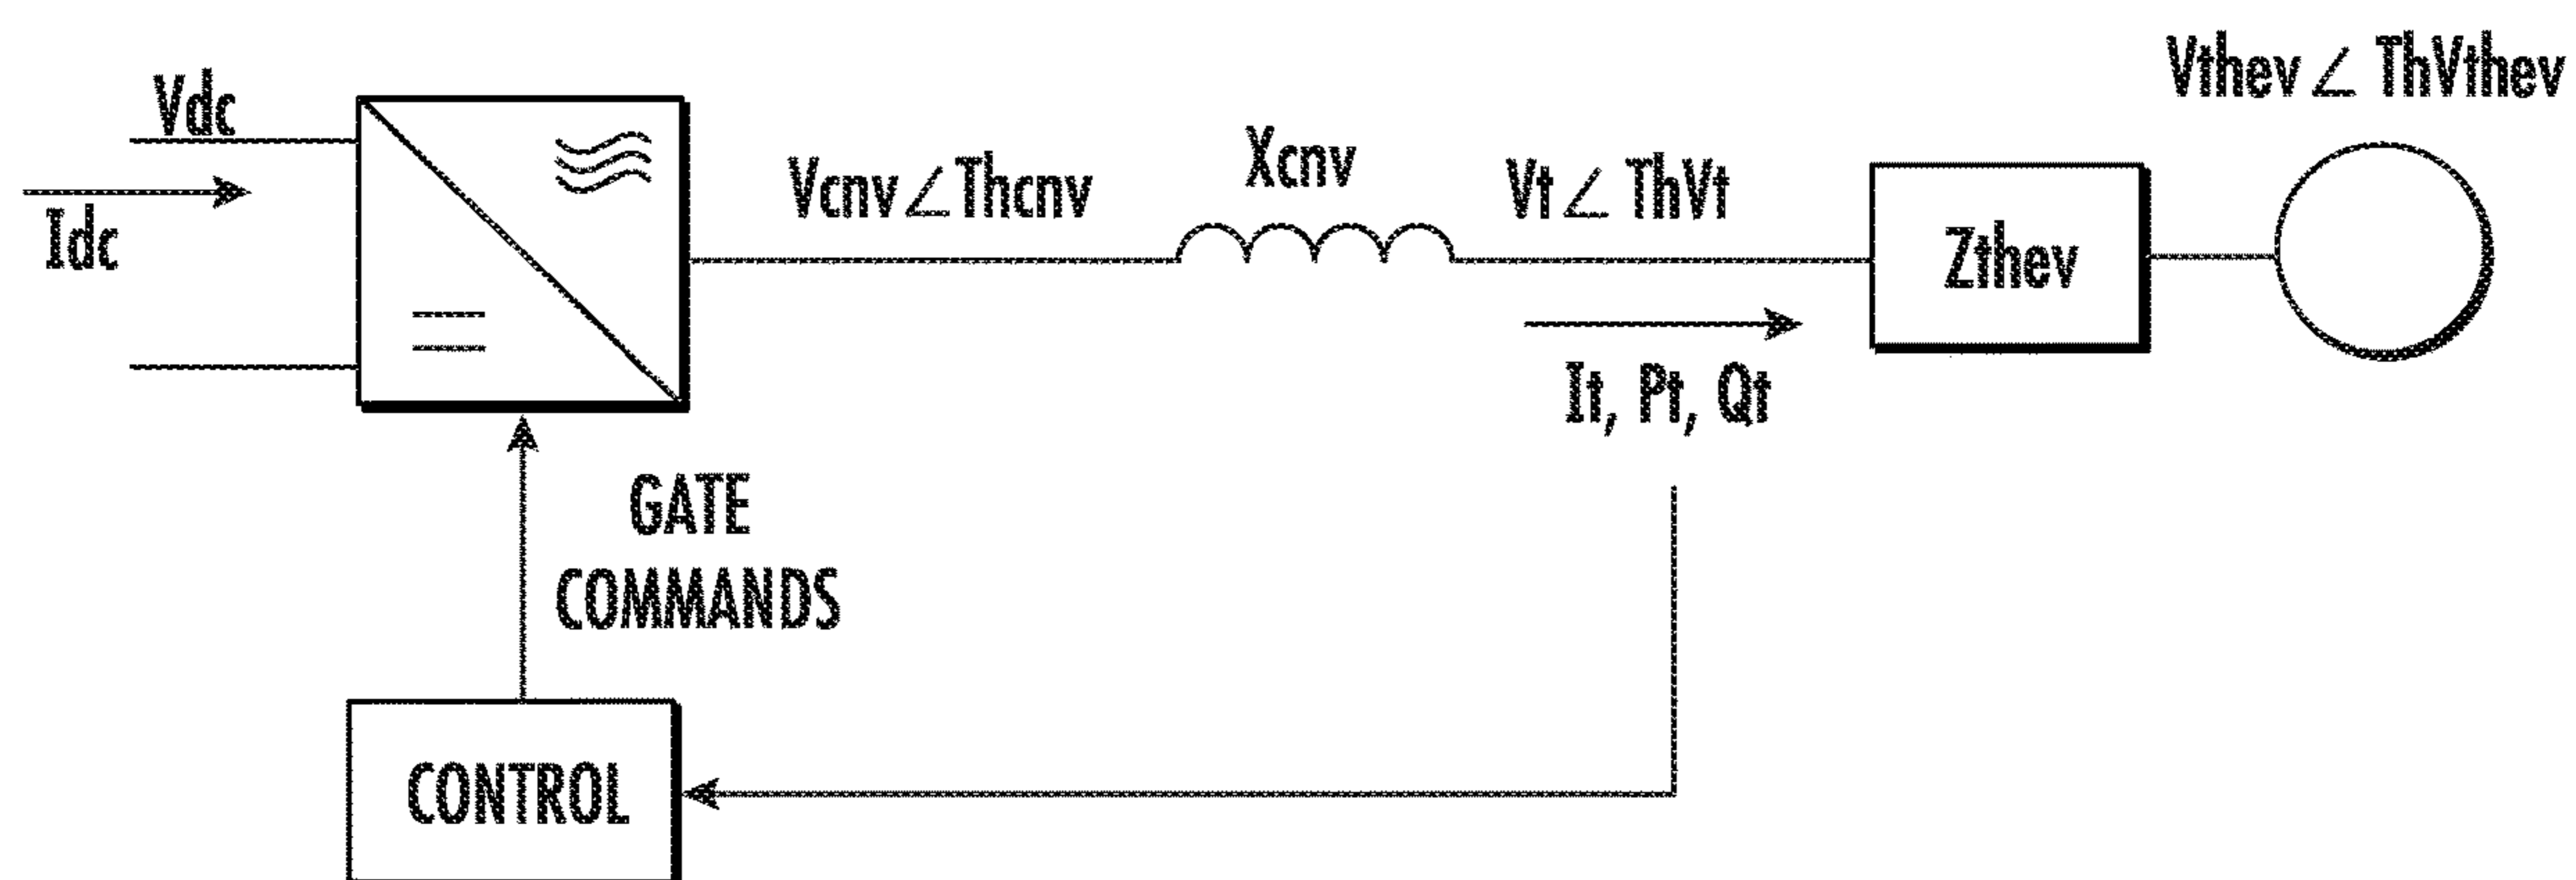 Vthev∠ ThVthev
Vdc
Xcnv
Vcnv∠Thcnv
Vt∠ ThVt
Idc
Zthev
It, Pt, Qt
GATE
COMMANDS
CONTROL